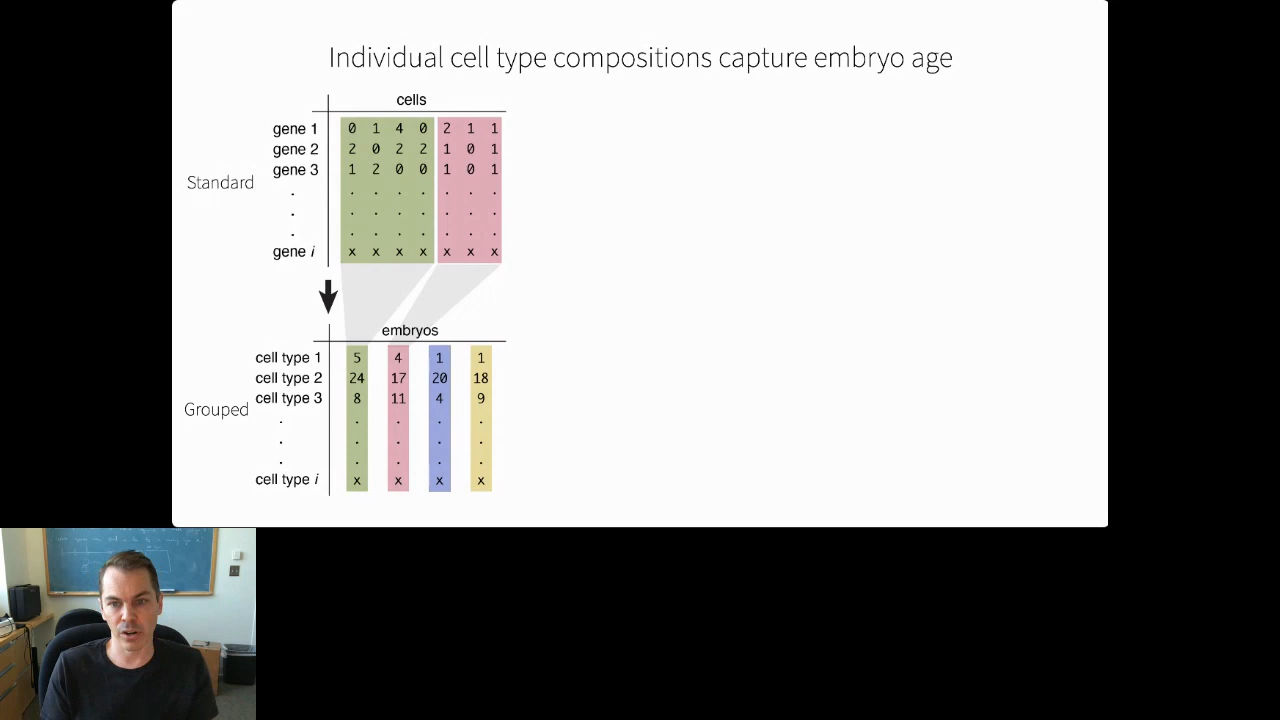 Individual cell type compositions capture embryo age
cells
gene 1 0 1 4 0 2 1 1
gene 2 2 0 2 2 1 0 1
gene 3 1 2 0 0 1 0 1
Standard
. . . . . . . .
. . . . . . . .
. . . . . . . .
gene i x x x x x x x
embryos
cell type 1 5 4 1 1
cell type 2 24 17 20 18
cell type 3 8 11 4 9
Grouped
. . . . .
. . . . .
. . . . .
cell type i x x x x